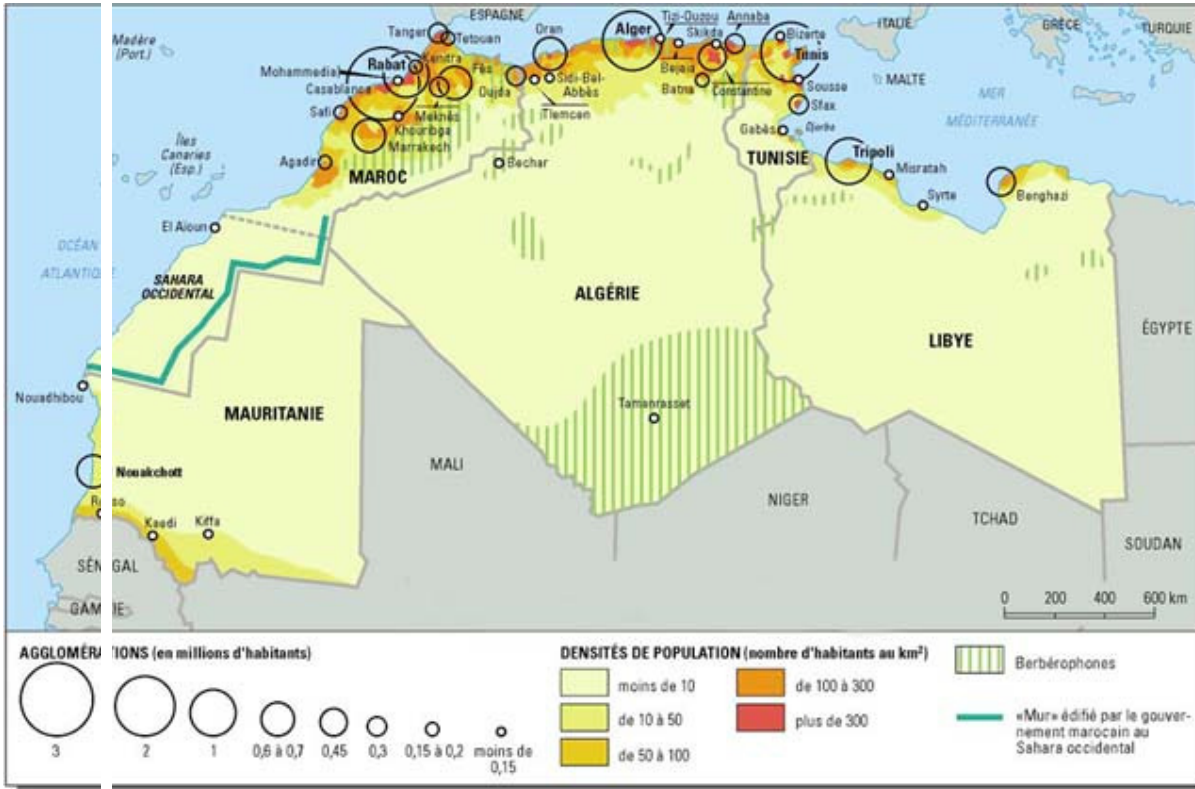 ESPAGNE
ITALIE
GRÈCE
TURQUIE
Madère
(Port.)
Tanger
Tetouan
Oran
Alger
Tizi-Ouzou
Annaba
Skikda
Bizerte
Tunis
Rabat
Kendra
Mohammedia
Casablanca
Fès
Oujda
Sidi-Bel-
Abbès
Bejaia
Batna
Constantine
Sousse
MALTE
MER
MÉDITERRANÉE
Safi
Meknès
Khouribga
Tlemcen
Sfax
Gabès
Djerba
Îles
Canaries
(Esp.)
Marrakech
Agadir
MAROC
Bechar
TUNISIE
Tripoli
Misratah
Syrte
Benghazi
El Aïoun
OCÉAN
ATLANTIQUE
SAHARA
OCCIDENTAL
ALGÉRIE
LIBYE
ÉGYPTE
Nouadhibou
MAURITANIE
Tamanrasset
Nouakchott
MALI
NIGER
TCHAD
SOUDAN
Kaedi
Kiffa
0 200 400 600 km
AGGLOMÉRATIONS (en millions d'habitants)
3 2 1 0,6 à 0,7 0,45 0,3 0,15 à 0,2 moins de
0,15
DENSITÉS DE POPULATION (nombre d'habitants au km²)
moins de 10
de 10 à 50
de 50 à 100
de 100 à 300
plus de 300
Berbérophones
«Mur» édifié par le gouver-
nement marocain au
Sahara occidental